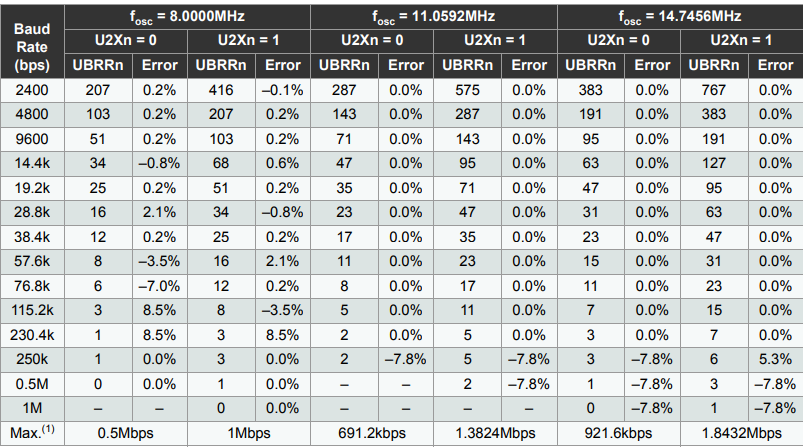 Baud Rate (bps) fosc = 8.0000MHz fosc = 11.0592MHz fosc = 14.7456MHz
U2Xn = 0 U2Xn = 1 U2Xn = 0 U2Xn = 1 U2Xn = 0 U2Xn = 1
UBRRn Error UBRRn Error UBRRn Error UBRRn Error UBRRn Error UBRRn Error
2400 207 0.2% 416 –0.1% 287 0.0% 575 0.0% 383 0.0% 767 0.0%
4800 103 0.2% 207 0.2% 143 0.0% 287 0.0% 191 0.0% 383 0.0%
9600 51 0.2% 103 0.2% 71 0.0% 143 0.0% 95 0.0% 191 0.0%
14.4k 34 –0.8% 68 0.6% 47 0.0% 95 0.0% 63 0.0% 127 0.0%
19.2k 25 0.2% 51 0.2% 35 0.0% 71 0.0% 47 0.0% 95 0.0%
28.8k 16 2.1% 34 –0.8% 23 0.0% 47 0.0% 31 0.0% 63 0.0%
38.4k 12 0.2% 25 0.2% 17 0.0% 35 0.0% 23 0.0% 47 0.0%
57.6k 8 –3.5% 16 2.1% 11 0.0% 23 0.0% 15 0.0% 31 0.0%
76.8k 6 –7.0% 12 0.2% 8 0.0% 17 0.0% 11 0.0% 23 0.0%
115.2k 3 8.5% 8 –3.5% 5 0.0% 11 0.0% 7 0.0% 15 0.0%
230.4k 1 8.5% 3 8.5% 2 0.0% 5 0.0% 3 0.0% 7 0.0%
250k 1 0.0% 3 0.0% 2 –7.8% 5 –7.8% 3 –7.8% 6 5.3%
0.5M 0 0.0% 1 0.0% – – 2 –7.8% 1 –7.8% 3 –7.8%
1M – – 0 0.0% – – – – 0 –7.8% 1 –7.8%
Max.(1) 0.5Mbps 1Mbps 691.2kbps 1.3824Mbps 921.6kbps 1.8432Mbps